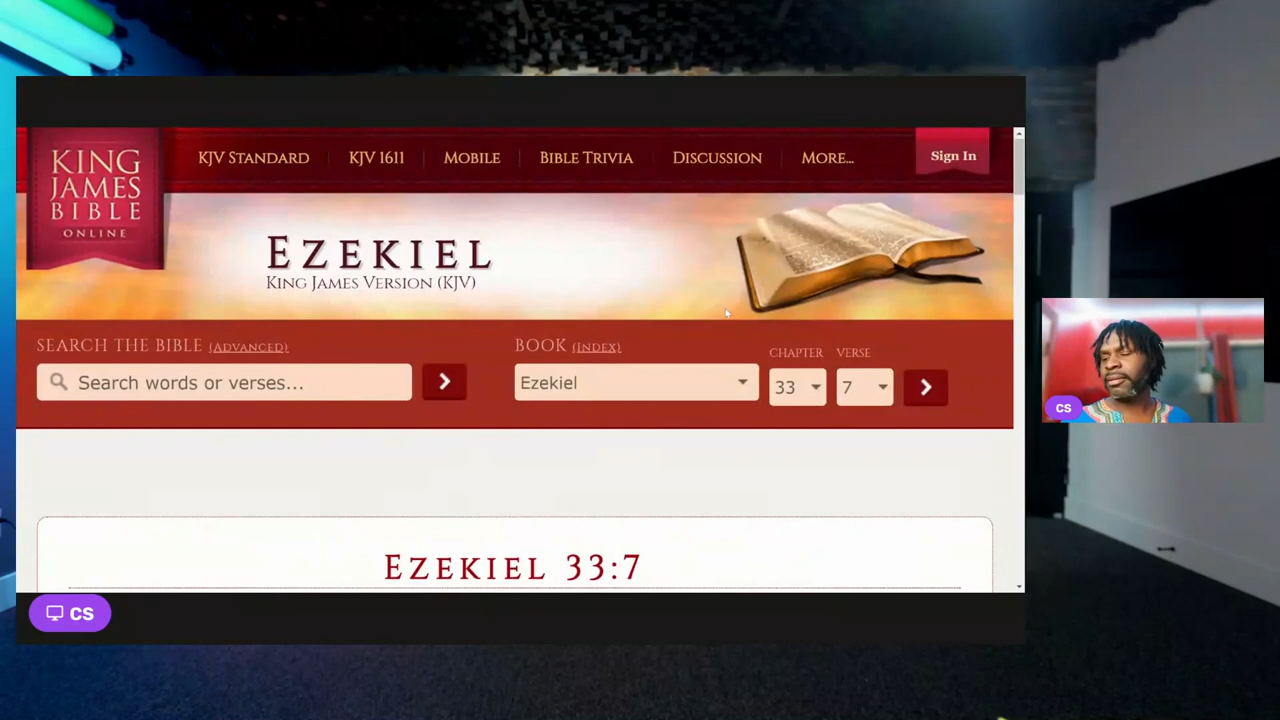 KING
JAMES
BIBLE
ONLINE
KJV STANDARD
KJV 1611
MOBILE
BIBLE TRIVIA
DISCUSSION
MORE...
Sign In
EZEKIEL
KING JAMES VERSION (KJV)
SEARCH THE BIBLE (ADVANCED)
Search words or verses...
BOOK (INDEX)
Ezekiel
CHAPTER
33
VERSE
7
EZEKIEL 33:7
CS
CS